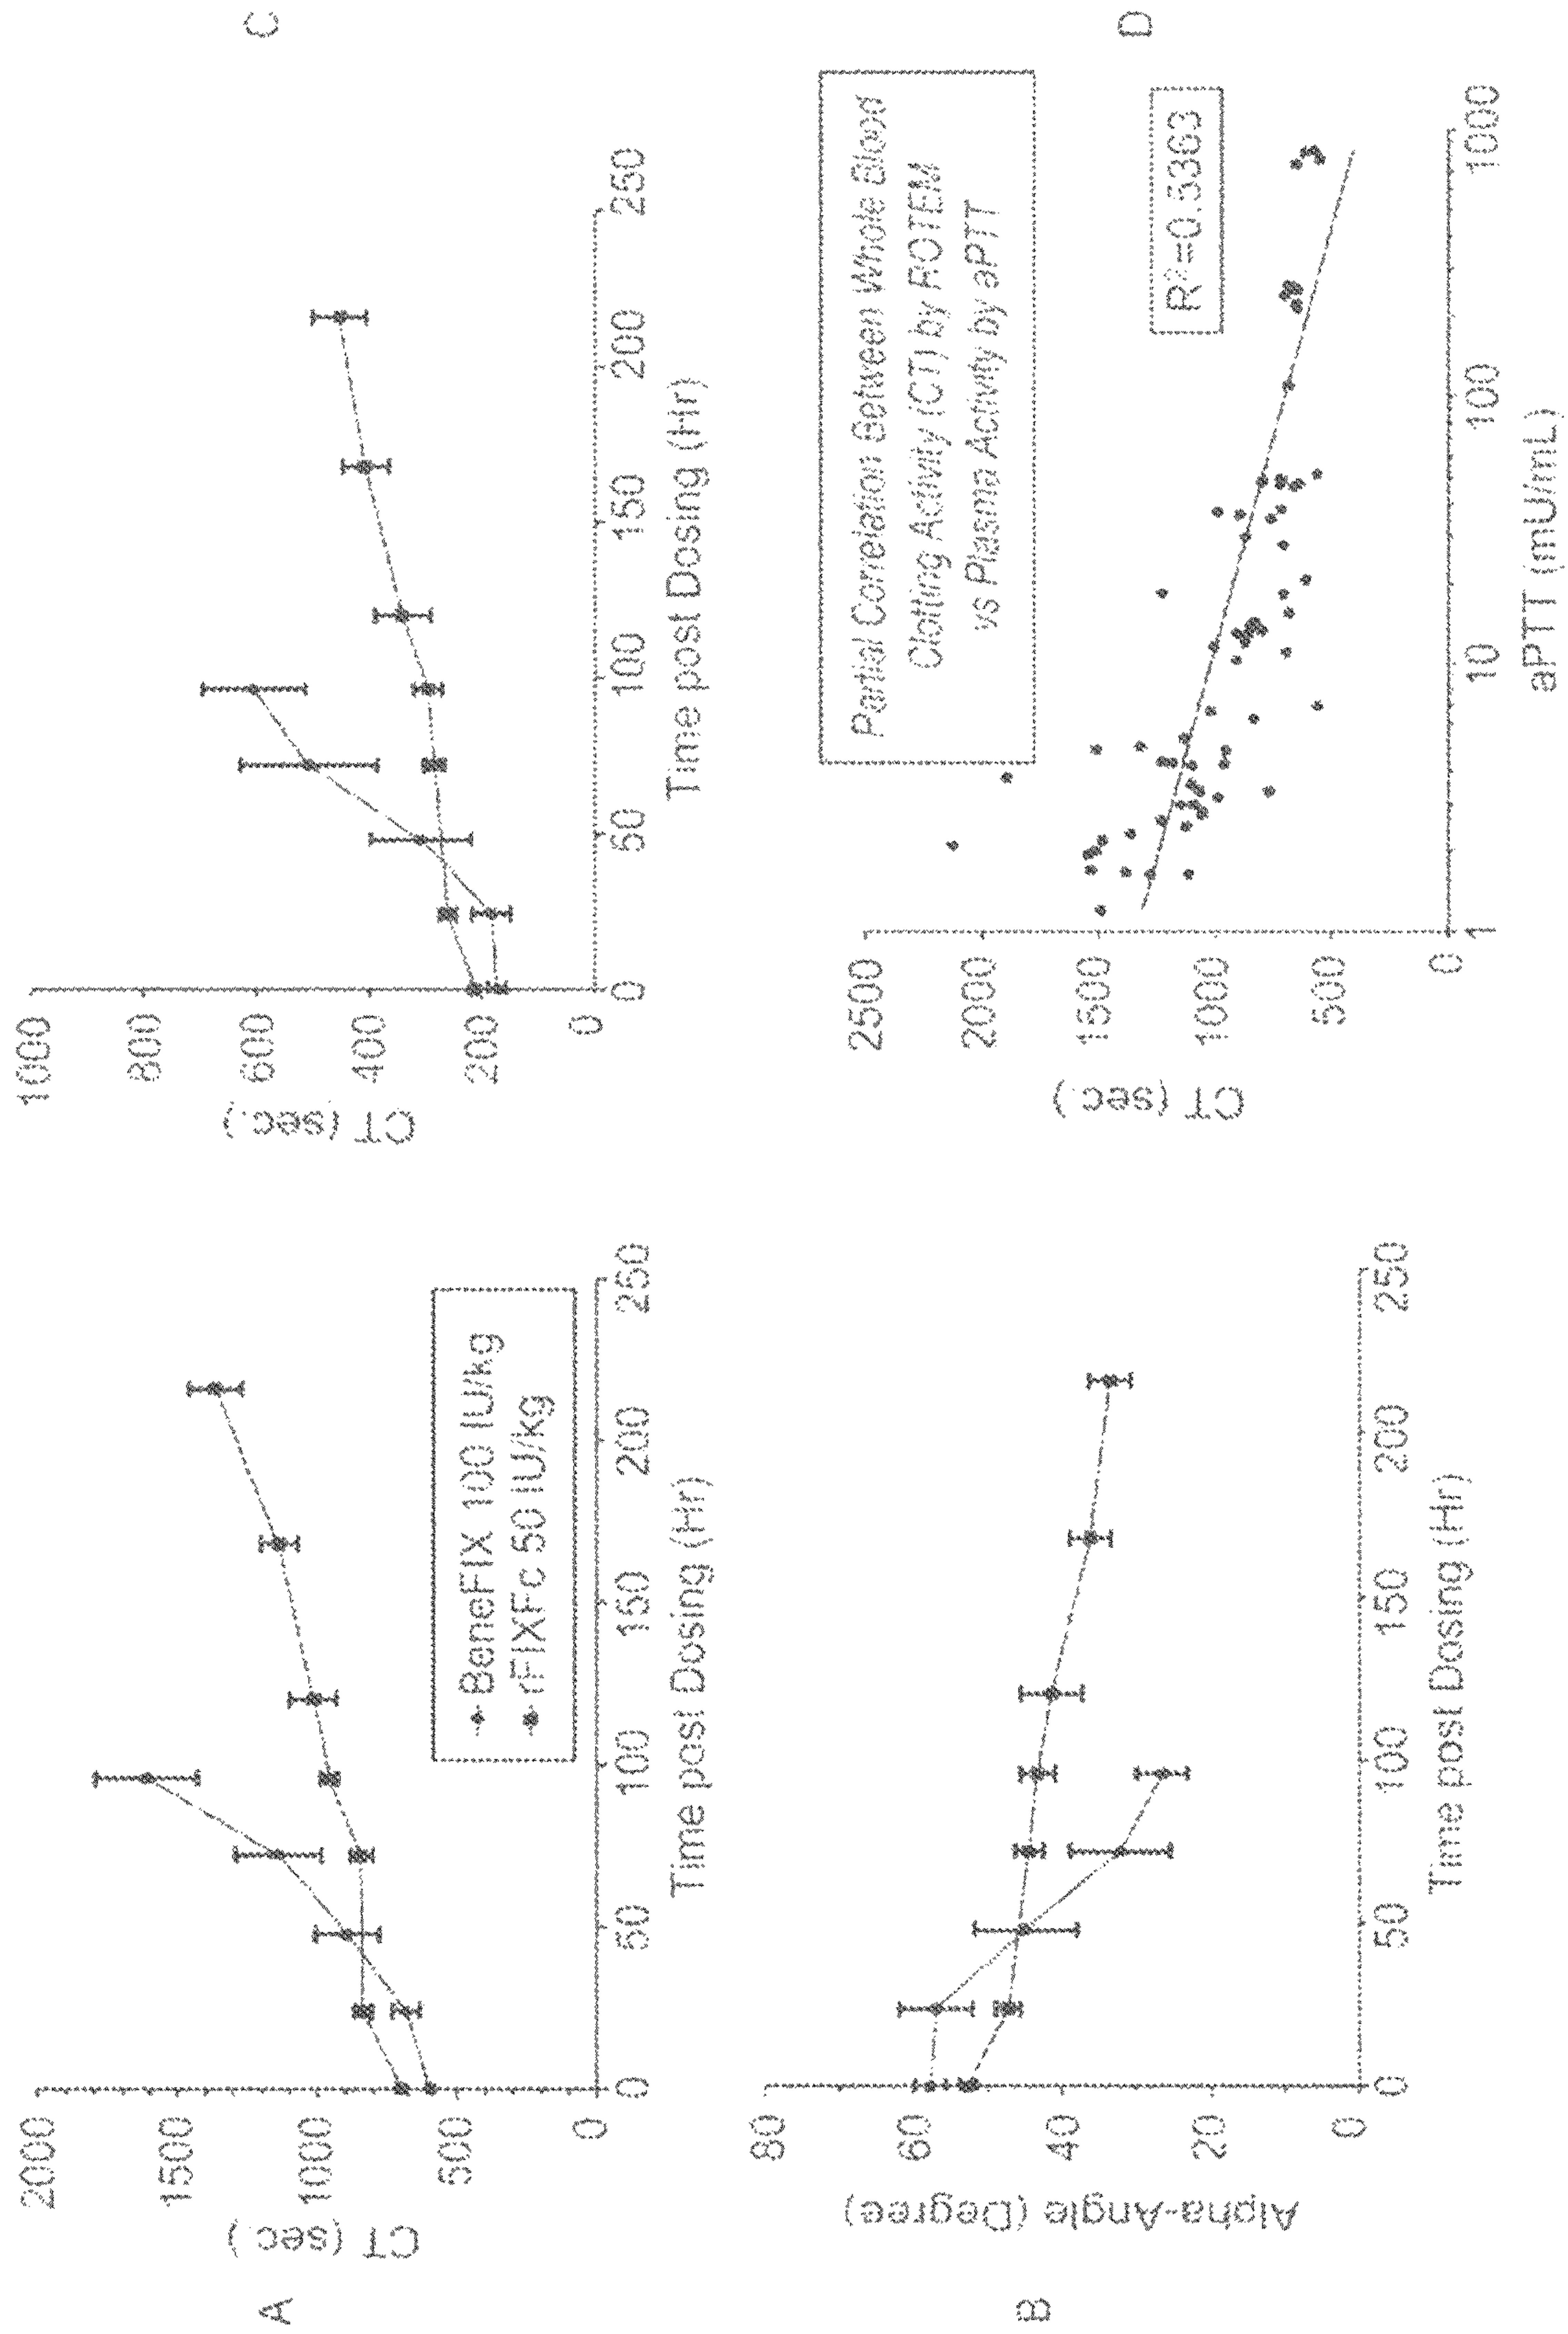 A
CT (sec.)
2000
1500
1000
500
0
0 50 100 150 200 250
Time post Dosing (Hr)
BeneFIX 100 IU/kg
rFIXFc 50 IU/kg
B
Alpha-Angle (Degree)
80
60
40
20
0
0 50 100 150 200 250
Time post Dosing (Hr)
C
CT (sec.)
1000
800
600
400
200
0
0 50 100 150 200 250
Time post Dosing (Hr)
D
Partial Correlation Between Whole Blood
Clotting Activity (CT) by ROTEM
vs Plasma Activity by aPTT
R²=0.5363
CT (sec.)
2500
2000
1500
1000
500
0
1 10 100 1000
aPTT (mU/mL)